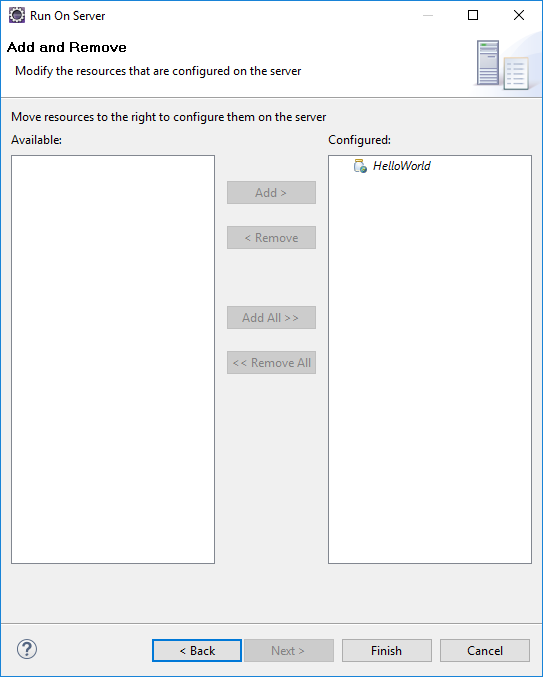 Run On Server
Add and Remove
Modify the resources that are configured on the server
Move resources to the right to configure them on the server
Available:
Configured:
HelloWorld
Add >
< Remove
Add All >>
<< Remove All
?
< Back
Next >
Finish
Cancel